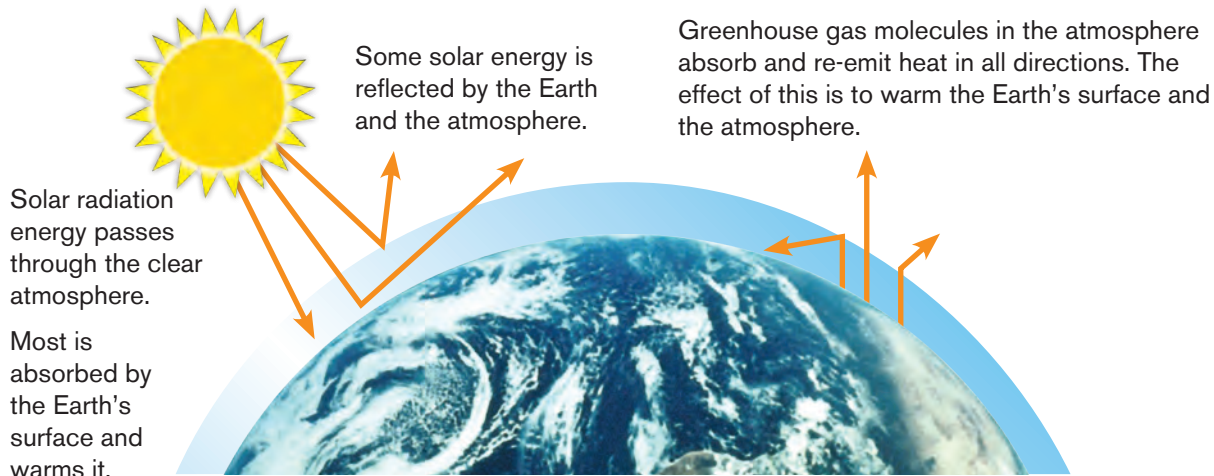 Solar radiation
energy passes
through the clear
atmosphere.
Most is
absorbed by
the Earth's
surface and
warms it.
Some solar energy is
reflected by the Earth
and the atmosphere.
Greenhouse gas molecules in the atmosphere
absorb and re-emit heat in all directions. The
effect of this is to warm the Earth's surface and
the atmosphere.